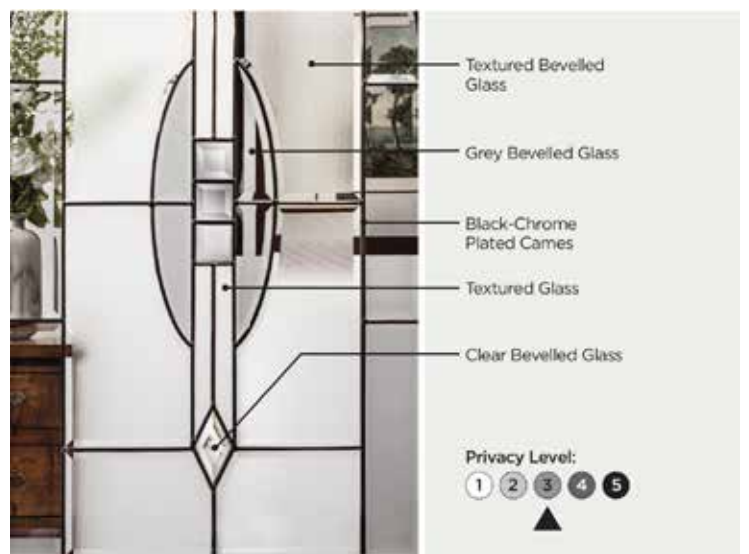 Textured Bevelled
Glass
Grey Bevelled Glass
Black-Chrome
Plated Cames
Textured Glass
Clear Bevelled Glass
Privacy Level:
1 2 3 4 5